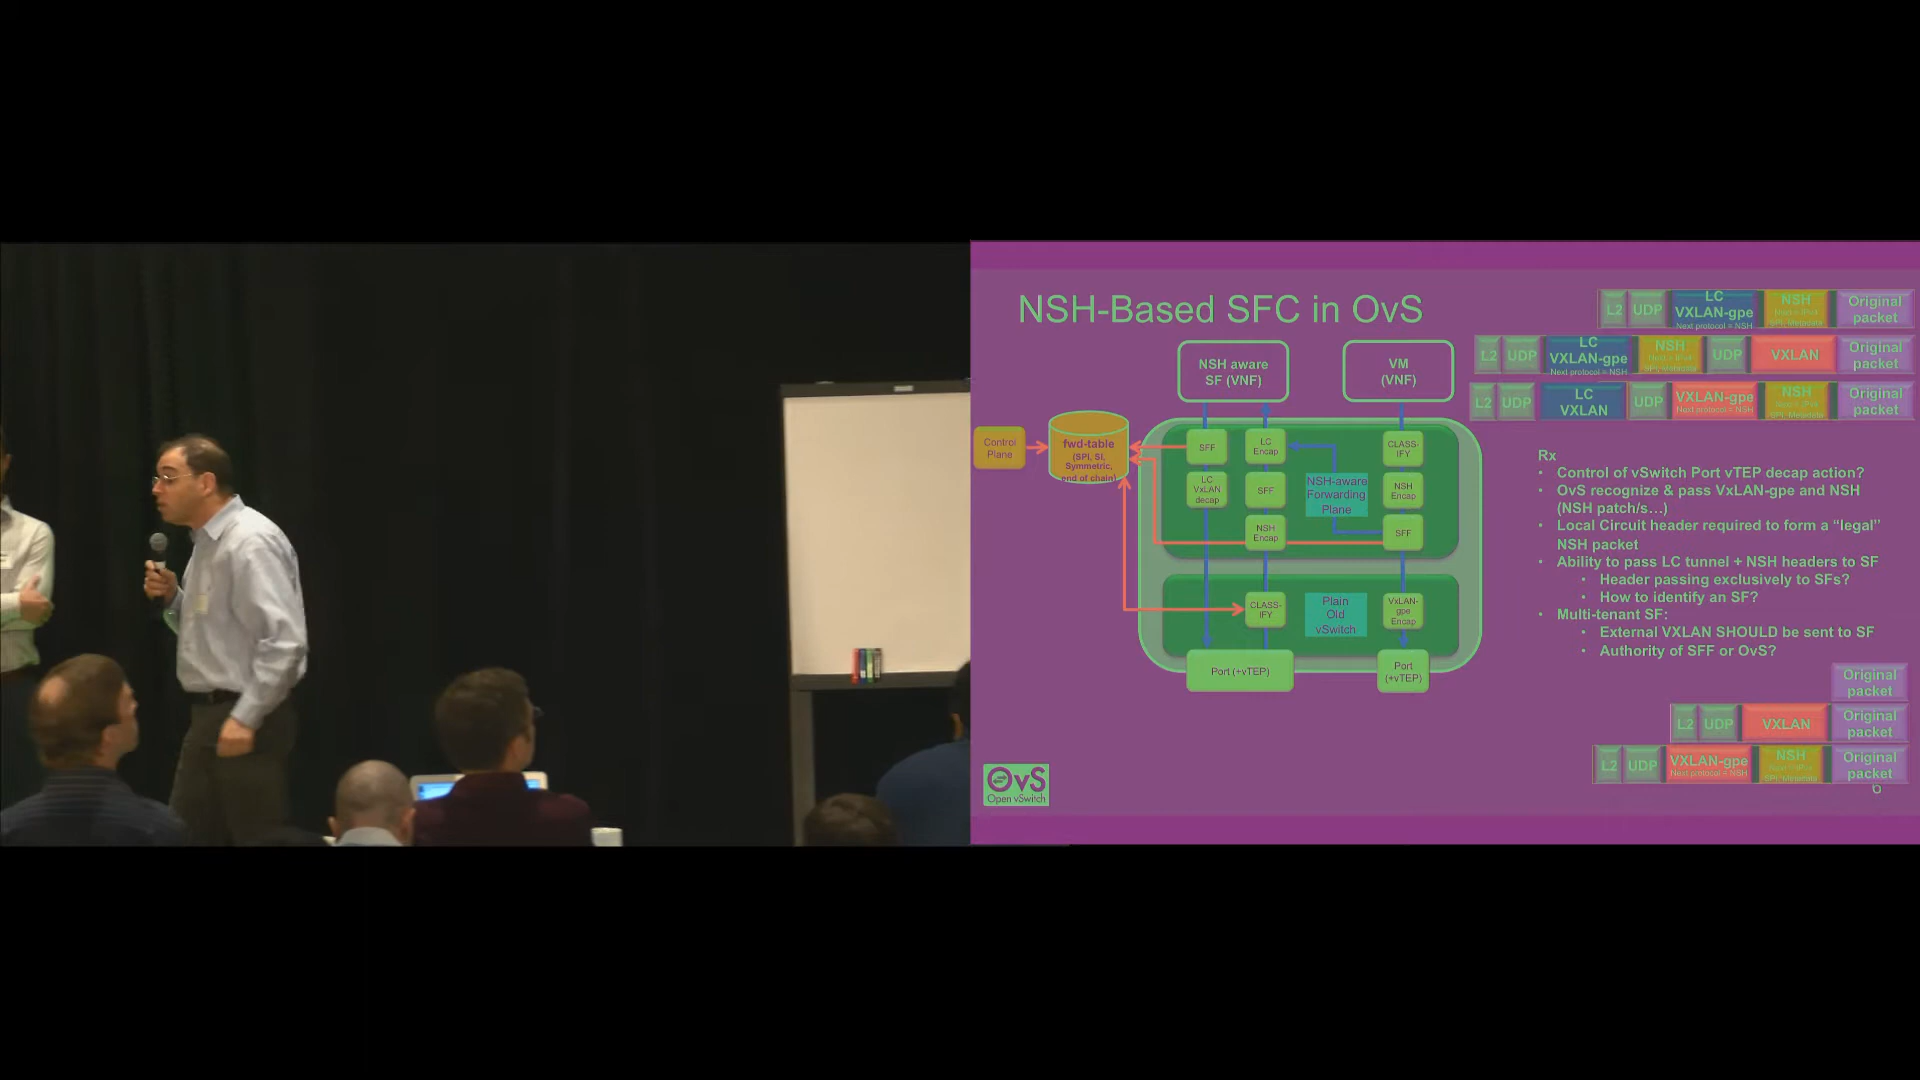 NSH-Based SFC in OvS
L2 UDP LC VXLAN-gpe NSH Original packet
Next protocol = NSH
L2 UDP LC VXLAN-gpe NSH UDP VXLAN Original packet
Next protocol = NSH
L2 UDP LC VXLAN UDP VXLAN-gpe NSH Original packet
Next protocol = NSH
NSH aware
SF (VNF)
VM
(VNF)
Control
Plane
fwd-table
(SPI, SI,
Symmetric,
end of chain)
SFF
LC
Encap
CLASS-
IFY
LC
VxLAN
decap
SFF
NSH-aware
Forwarding
Plane
NSH
Encap
NSH
Encap
SFF
CLASS-
IFY
Plain
Old
vSwitch
VxLAN-
gpe
Encap
Port (+vTEP)
Port
(+vTEP)
Rx
• Control of vSwitch Port vTEP decap action?
• OvS recognize & pass VxLAN-gpe and NSH
(NSH patch/s…)
• Local Circuit header required to form a “legal”
NSH packet
• Ability to pass LC tunnel + NSH headers to SF
• Header passing exclusively to SFs?
• How to identify an SF?
• Multi-tenant SF:
• External VXLAN SHOULD be sent to SF
• Authority of SFF or OvS?
Original packet
L2 UDP VXLAN Original packet
L2 UDP VXLAN-gpe NSH Original packet
Next protocol = NSH
OvS
Open vSwitch